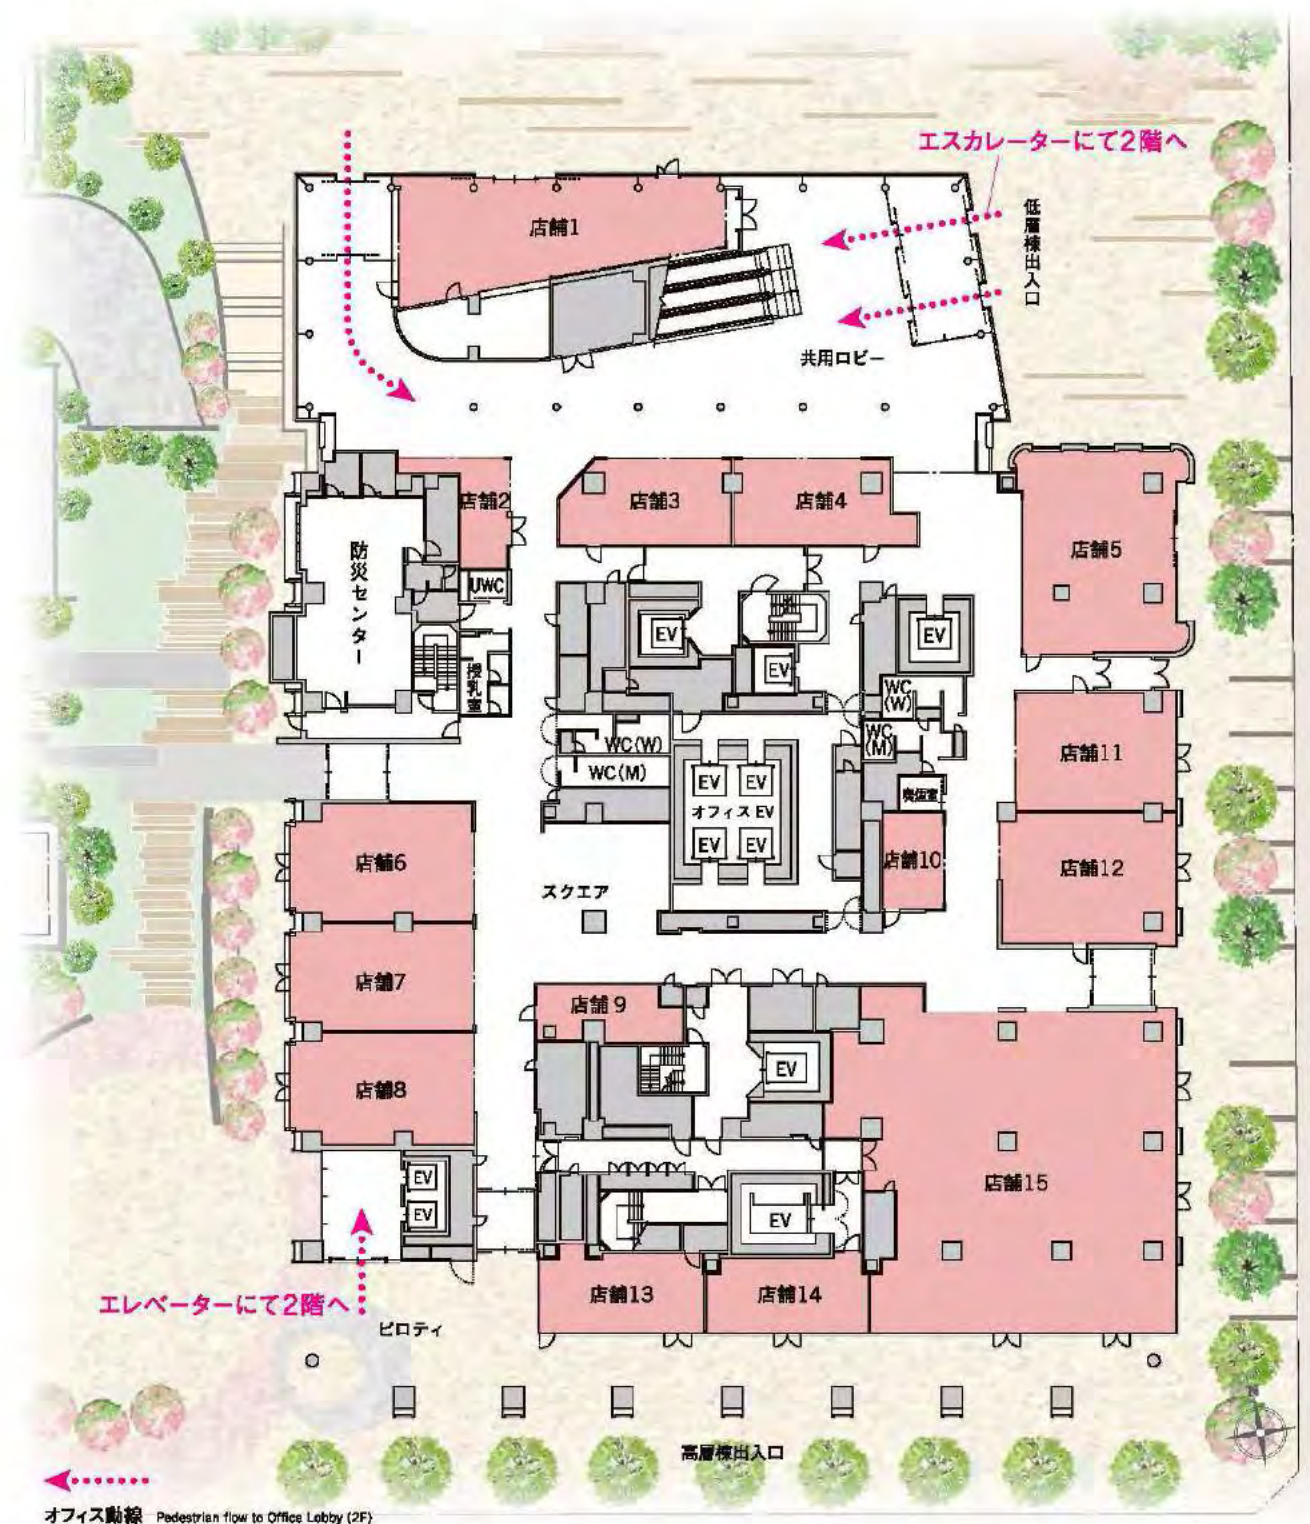 エスカレーターにて2階へ
低層棟出入口
店舗1
共用ロビー
店舗2
店舗3
店舗4
店舗5
防災センター
UWC
授乳室
EV
EV
EV
WC
(W)
WC
(M)
WC(W)
WC(M)
EV
EV
オフィスEV
EV
EV
店舗11
店舗6
店舗10
店舗12
スクエア
店舗7
店舗9
店舗8
EV
店舗15
EV
EV
EV
店舗13
店舗14
エレベーターにて2階へ
ピロティ
N
高層棟出入口
オフィス動線 Pedestrian flow to Office Lobby (2F)